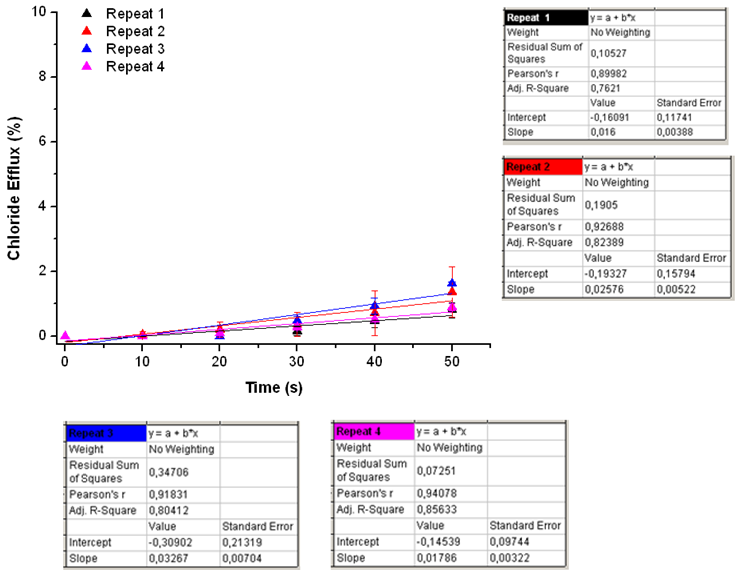 10
8
6
4
2
0
Chloride Efflux (%)
Repeat 1
Repeat 2
Repeat 3
Repeat 4
0 10 20 30 40 50
Time (s)
Repeat 1 y = a + b*x
Weight No Weighting
Residual Sum of
Squares 0,10527
Pearson's r 0,89982
Adj. R-Square 0,7621
Value Standard Error
Intercept -0,16091 0,11741
Slope 0,016 0,00388
Repeat 2 y = a + b*x
Weight No Weighting
Residual Sum
of Squares 0,1905
Pearson's r 0,92688
Adj. R-Square 0,82389
Value Standard Error
Intercept -0,19327 0,15794
Slope 0,02576 0,00522
Repeat 3 y = a + b*x
Weight No Weighting
Residual Sum
of Squares 0,34706
Pearson's r 0,91831
Adj. R-Square 0,80412
Value Standard Error
Intercept -0,30902 0,21319
Slope 0,03267 0,00704
Repeat 4 y = a + b*x
Weight No Weighting
Residual Sum
of Squares 0,07251
Pearson's r 0,94078
Adj. R-Square 0,85633
Value Standard Error
Intercept -0,14539 0,09744
Slope 0,01786 0,00322